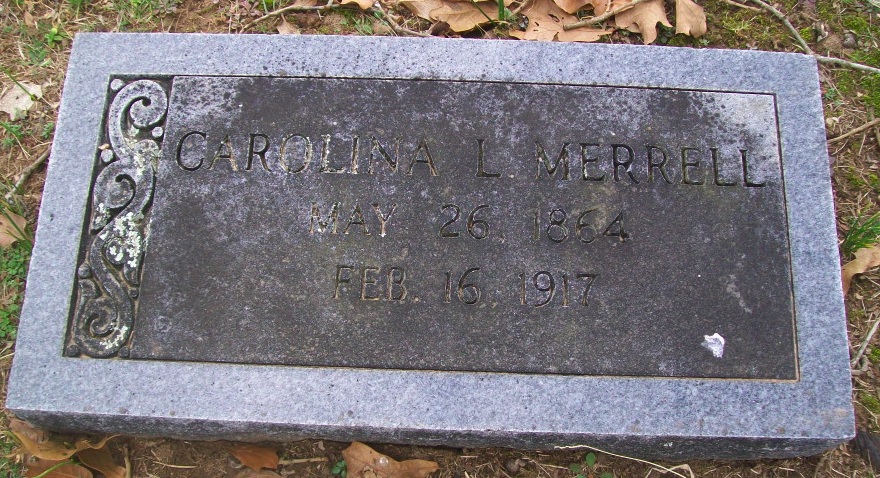 CAROLINA L. MERRELL
MAY 26, 1864
FEB. 16, 1917